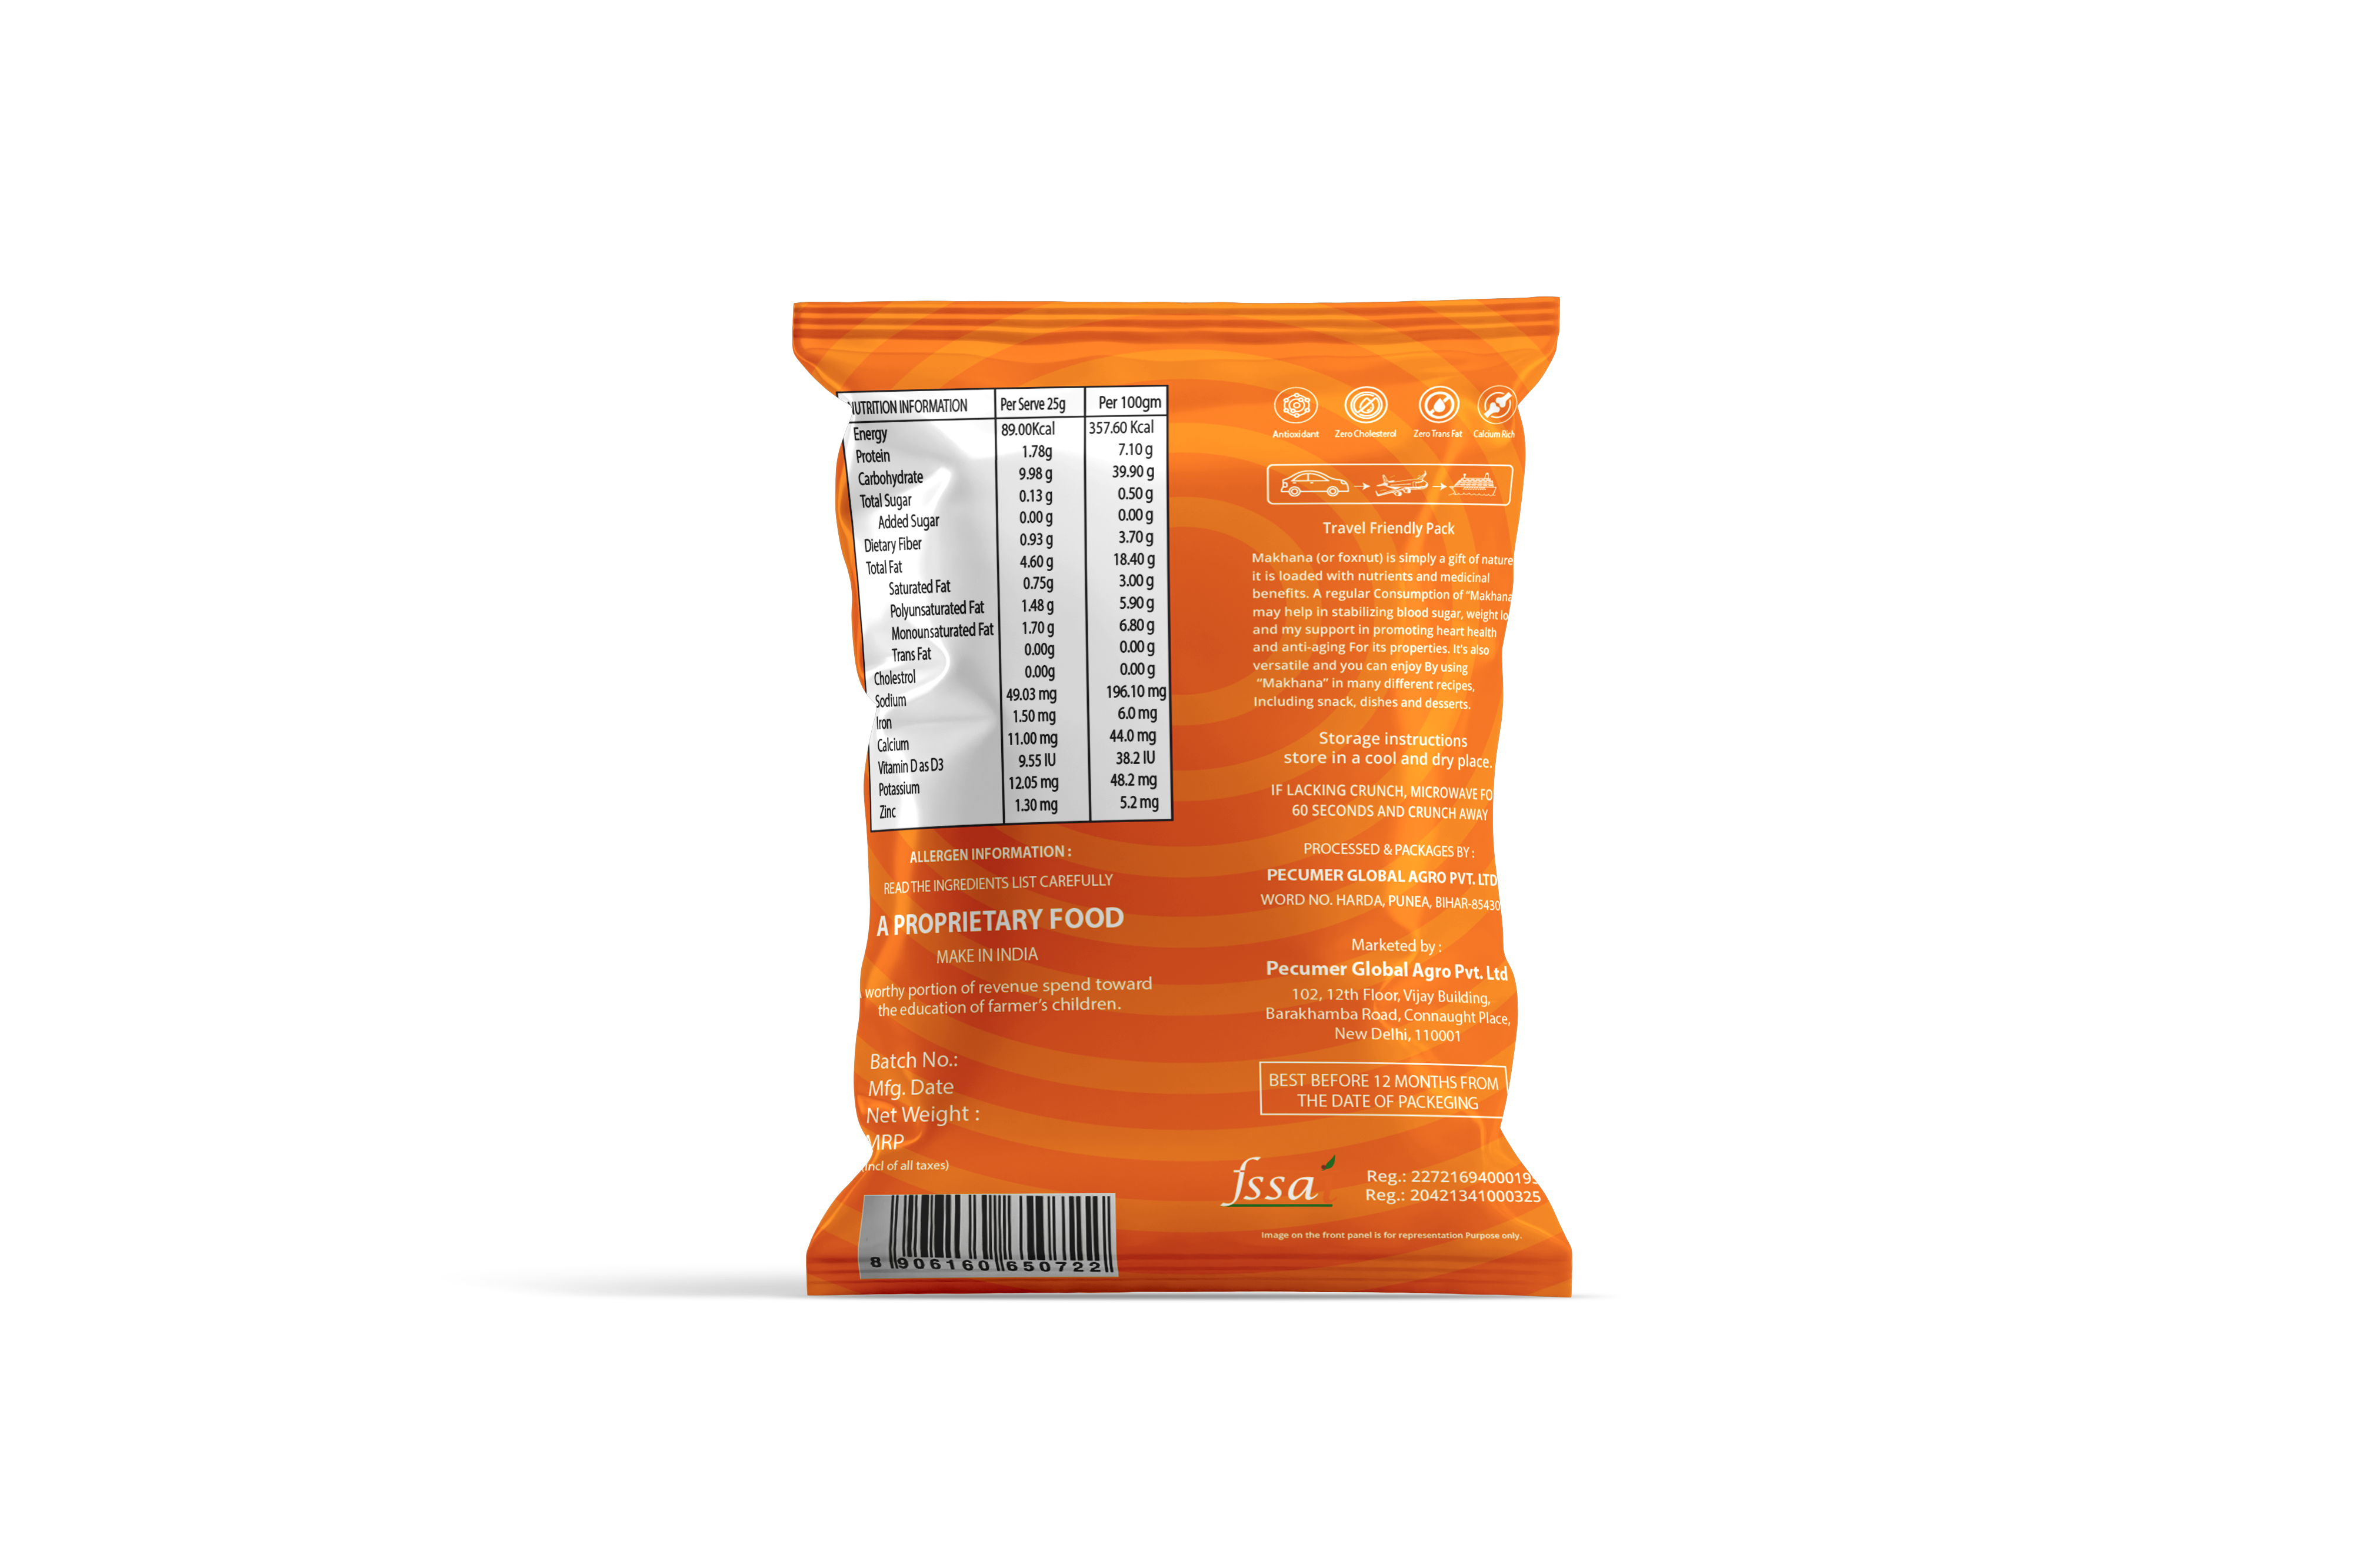 NUTRITION INFORMATION Per Serve 25g Per 100gm
Energy 89.00Kcal 357.60 Kcal
Protein 1.78g 7.10 g
Carbohydrate 9.98 g 39.90 g
Total Sugar 0.13 g 0.50 g
Added Sugar 0.00 g 0.00 g
Dietary Fiber 0.93 g 3.70 g
Total Fat 4.60 g 18.40 g
Saturated Fat 0.75g 3.00 g
Polyunsaturated Fat 1.48 g 5.90 g
Monounsaturated Fat 1.70 g 6.80 g
Trans Fat 0.00g 0.00 g
Cholestrol 0.00g 0.00 g
Sodium 49.03 mg 196.10 mg
Iron 1.50 mg 6.0 mg
Calcium 11.00 mg 44.0 mg
Vitamin D as D3 9.55 IU 38.2 IU
Potassium 12.05 mg 48.2 mg
Zinc 1.30 mg 5.2 mg
ALLERGEN INFORMATION :
READ THE INGREDIENTS LIST CAREFULLY
A PROPRIETARY FOOD
MAKE IN INDIA
worthy portion of revenue spend toward
the education of farmer's children.
Batch No.:
Mfg. Date
Net Weight :
MRP
(incl of all taxes)
8 906160 650722
Antioxidant Zero Cholesterol Zero Trans Fat Calcium Rich
Travel Friendly Pack
Makhana (or foxnut) is simply a gift of nature
it is loaded with nutrients and medicinal
benefits. A regular Consumption of "Makhana
may help in stabilizing blood sugar, weight
and my support in promoting heart health
and anti-aging For its properties. It's also
versatile and you can enjoy By using
"Makhana" in many different recipes,
Including snack, dishes and desserts.
Storage instructions
store in a cool and dry place.
IF LACKING CRUNCH, MICROWAVE
60 SECONDS AND CRUNCH AWAY
PROCESSED & PACKAGES BY :
PECUMER GLOBAL AGRO PVT. LTD
WORD NO. HARDA, PUNEA, BIHAR-85430
Marketed by :
Pecumer Global Agro Pvt. Ltd
102, 12th Floor, Vijay Building,
Barakhamba Road, Connaught Place,
New Delhi, 110001
BEST BEFORE 12 MONTHS FROM
THE DATE OF PACKEGING
fssai
Reg.: 2272169400019
Reg.: 20421341000325
Image on the front panel is for representation Purpose only.